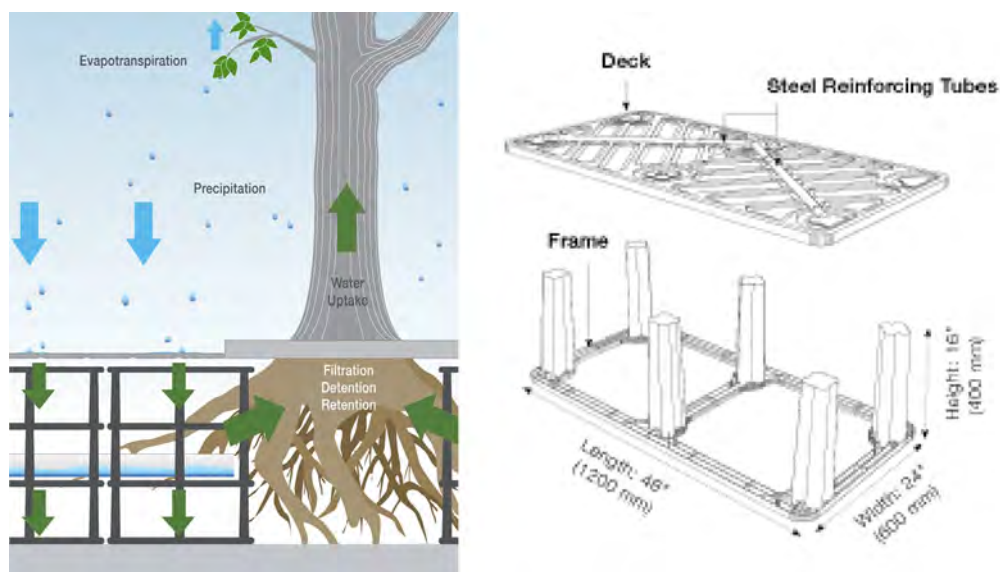 Evapotranspiration
Precipitation
Water
Uptake
Filtration
Detention
Retention
Deck
Steel Reinforcing Tubes
Frame
Height: 16"
(400 mm)
Length: 48"
(1200 mm)
Width: 24"
(600 mm)